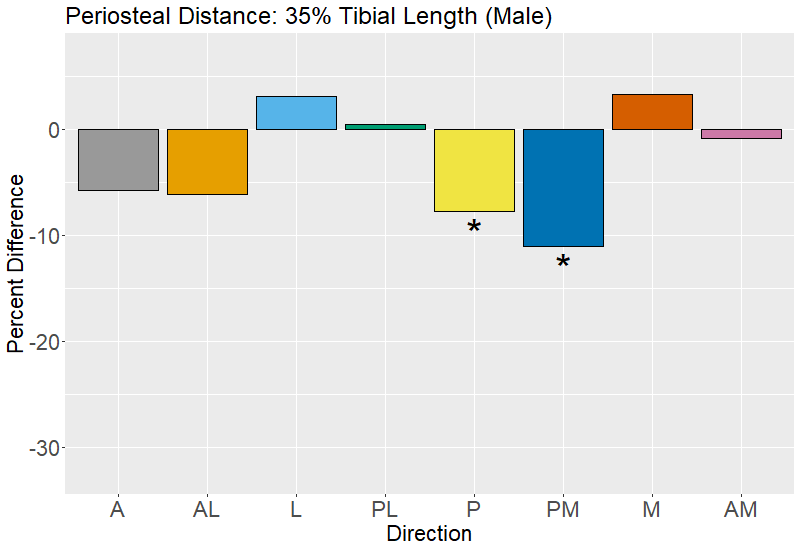 Periosteal Distance: 35% Tibial Length (Male)
Percent Difference
0
-10
-20
-30
*
*
A AL L PL P PM M AM
Direction